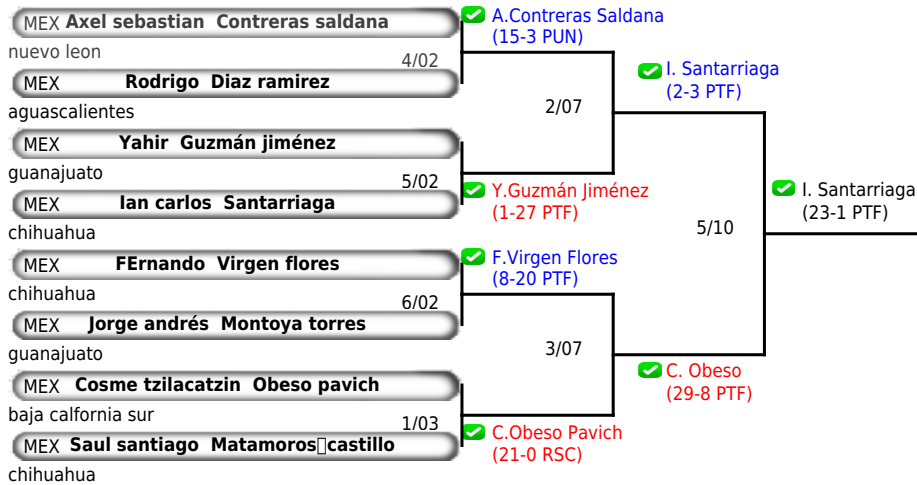 MEX Axel sebastian Contreras saldana
nuevo leon
4/02
MEX Rodrigo Diaz ramirez
aguascalientes
MEX Yahir Guzmán jiménez
guanajuato
5/02
MEX Ian carlos Santarriaga
chihuahua
MEX FErnando Virgen flores
chihuahua
6/02
MEX Jorge andrés Montoya torres
guanajuato
MEX Cosme tzilacatzin Obeso pavich
baja calfornia sur
1/03
MEX Saul santiago Matamoros□castillo
chihuahua
A.Contreras Saldana
(15-3 PUN)
2/07
Y.Guzmán Jiménez
(1-27 PTF)
F.Virgen Flores
(8-20 PTF)
3/07
C.Obeso Pavich
(21-0 RSC)
I. Santarriaga
(2-3 PTF)
5/10
C. Obeso
(29-8 PTF)
I. Santarriaga
(23-1 PTF)